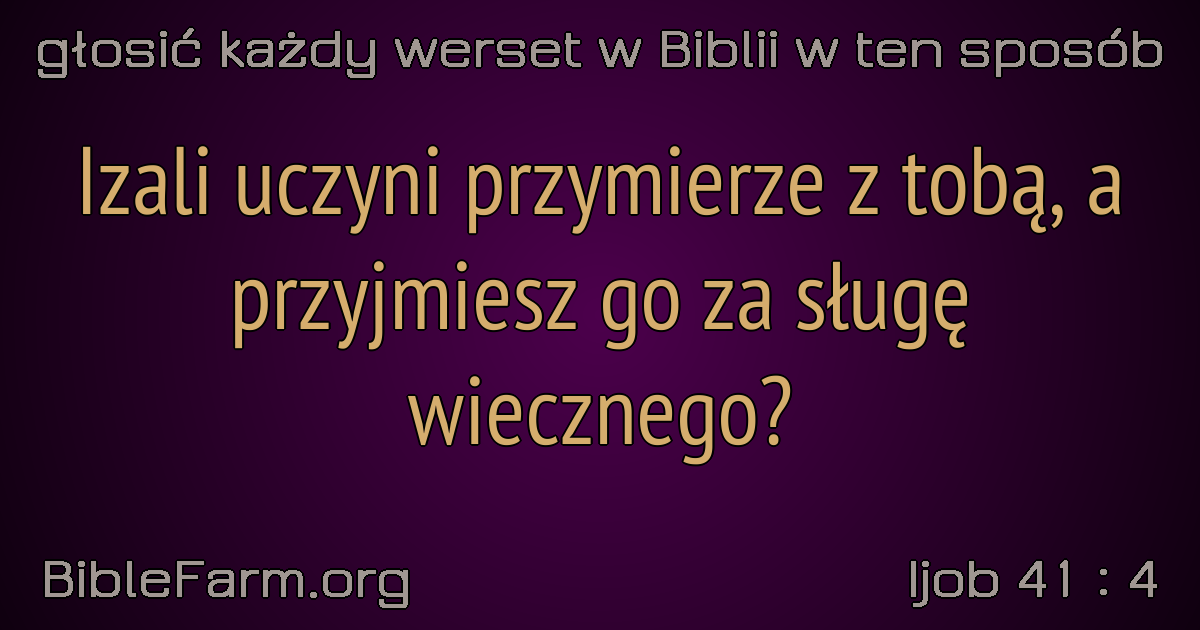 głosić każdy werset w Biblii w ten sposób
Izali uczyni przymierze z tobą, a
przyjmiesz go za sługę
wiecznego?
BibleFarm.org
Ijob 41 : 4